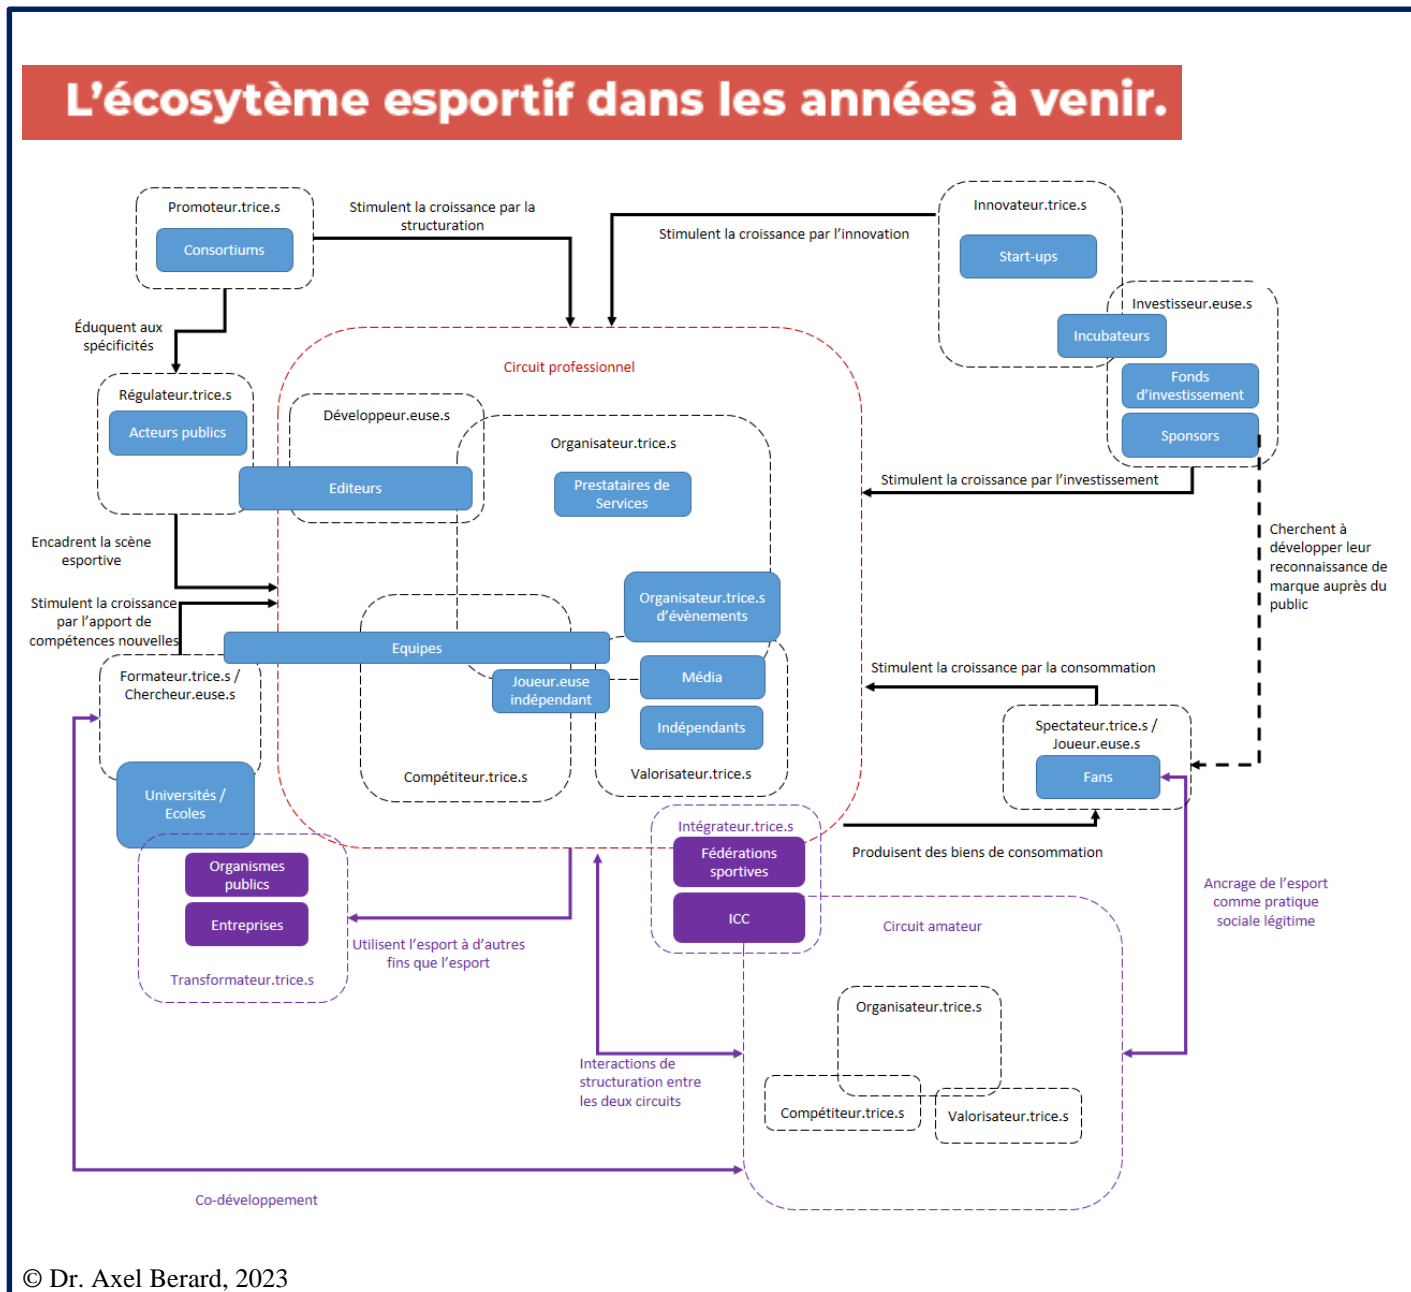 L’écosytème esportif dans les années à venir.
Promoteur.trice.s
Consortiums
Stimulent la croissance par la
structuration
Stimulent la croissance par l’innovation
Innovateur.trice.s
Start-ups
Investisseur.euse.s
Incubateurs
Fonds
d’investissement
Sponsors
Éduquent aux
spécificités
Régulateur.trice.s
Acteurs publics
Circuit professionnel
Développeur.euse.s
Editeurs
Organisateur.trice.s
Prestataires de
Services
Stimulent la croissance par l’investissement
Cherchent à
développer leur
reconnaissance de
marque auprès du
public
Encadrent la scène
esportive
Stimulent la croissance
par l’apport de
compétences nouvelles
Organisateur.trice.s
d’évènements
Equipes
Formateur.trice.s /
Chercheur.euse.s
Joueur.euse
indépendant
Média
Indépendants
Compétiteur.trice.s
Valorisateur.trice.s
Stimulent la croissance par la consommation
Spectateur.trice.s /
Joueur.euse.s
Fans
Universités /
Ecoles
Organismes
publics
Entreprises
Transformateur.trice.s
Intégrateur.trice.s
Fédérations
sportives
ICC
Produisent des biens de consommation
Ancrage de l’esport
comme pratique
sociale légitime
Utilisent l’esport à d’autres
fins que l’esport
Circuit amateur
Organisateur.trice.s
Compétiteur.trice.s
Valorisateur.trice.s
Interactions de
structuration entre
les deux circuits
Co-développement
© Dr. Axel Berard, 2023